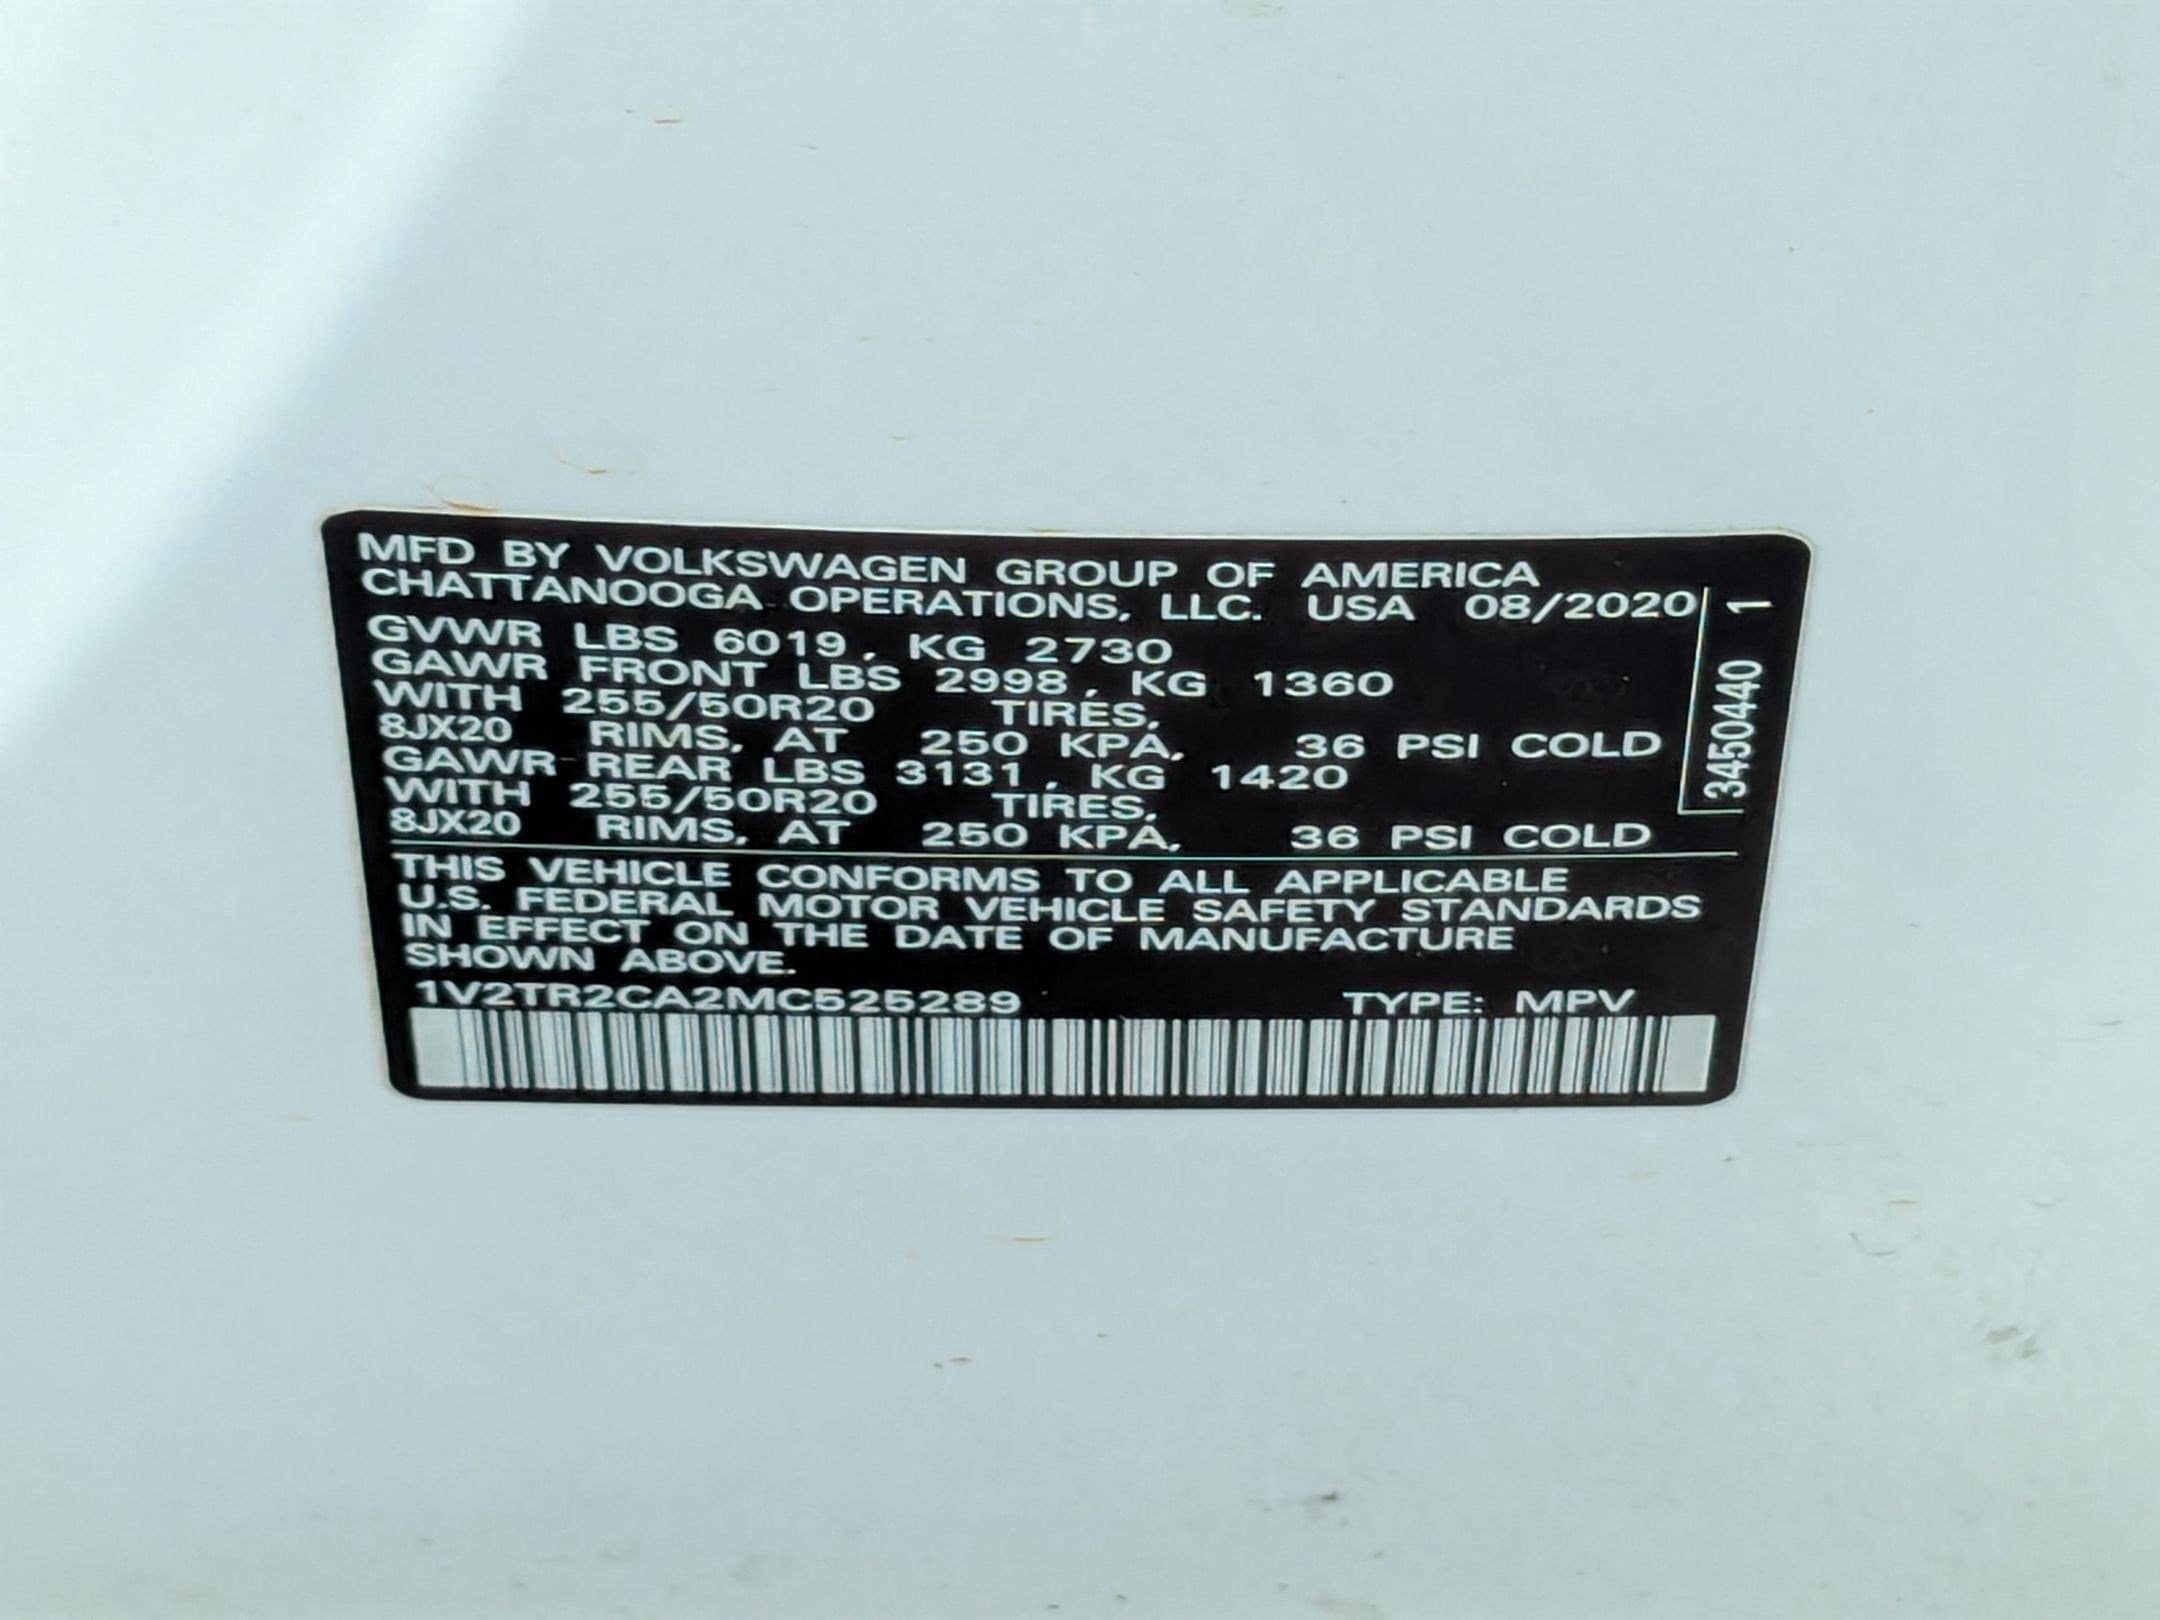 MFD BY VOLKSWAGEN GROUP OF AMERICA
CHATTANOOGA OPERATIONS, LLC. USA 08/2020
GVWR LBS 6019, KG 2730
GAWR FRONT LBS 2998, KG 1360
WITH 255/50R20 TIRES,
8JX20 RIMS, AT 250 KPA, 36 PSI COLD
GAWR REAR LBS 3131, KG 1420
WITH 255/50R20 TIRES,
8JX20 RIMS, AT 250 KPA, 36 PSI COLD
3450440 1
THIS VEHICLE CONFORMS TO ALL APPLICABLE
U.S. FEDERAL MOTOR VEHICLE SAFETY STANDARDS
IN EFFECT ON THE DATE OF MANUFACTURE
SHOWN ABOVE.
1V2TR2CA2MC525289 TYPE: MPV